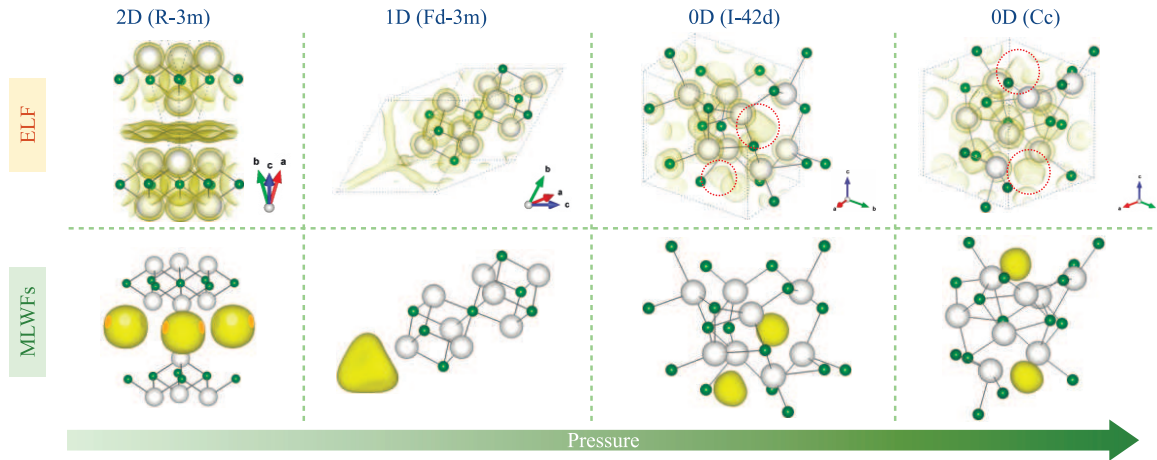 2D (R-3m) 1D (Fd-3m) 0D (I-42d) 0D (Cc)
ELF
b c a
b a c
c a b
c a b
MLWFs
Pressure